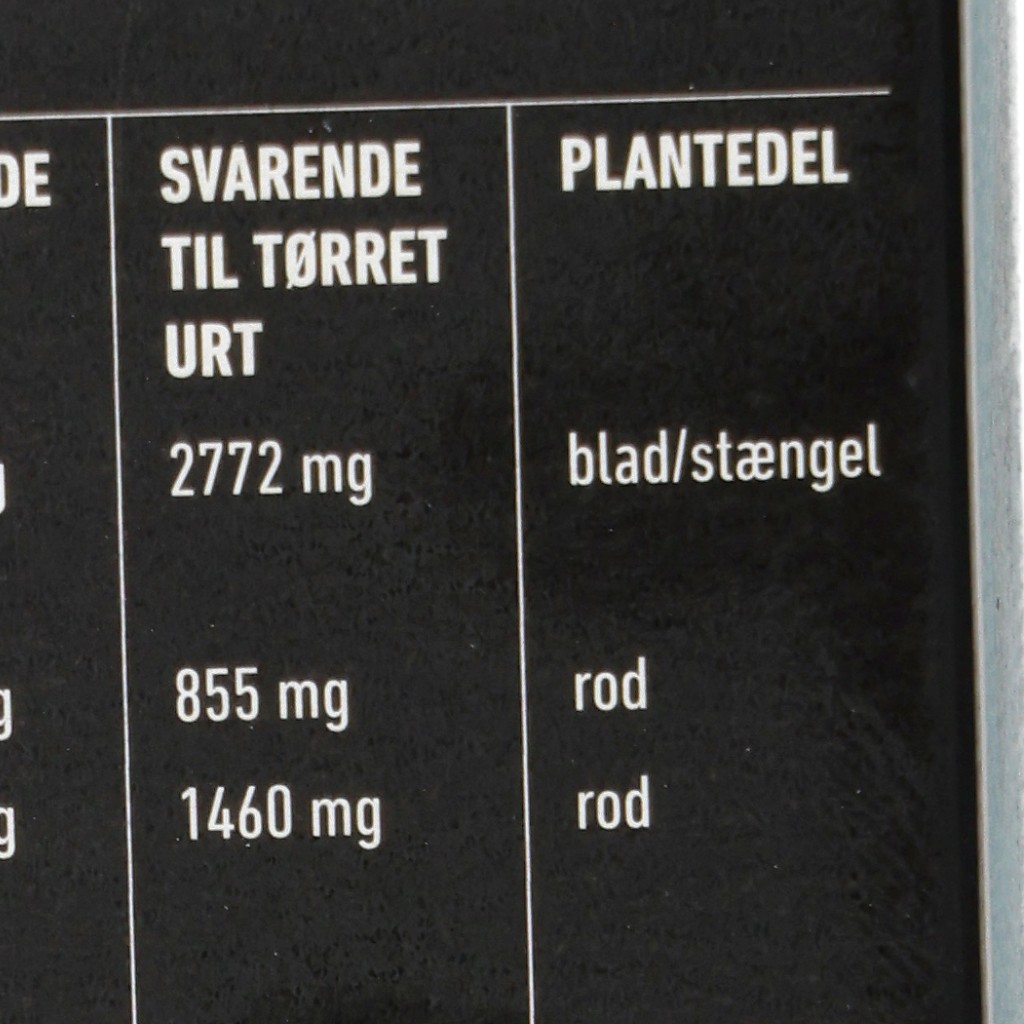 SVARENDE
TIL TØRRET
URT
PLANTEDEL
2772 mg
blad/stængel
855 mg
rod
1460 mg
rod